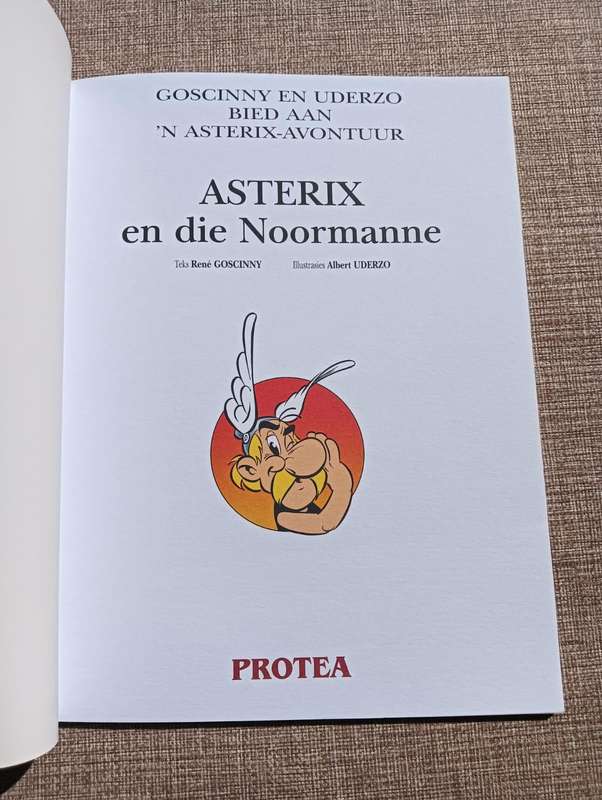 GOSCINNY EN UDERZO
BIED AAN
'N ASTERIX-AVONTUUR
ASTERIX
en die Noormanne
Teks René GOSCINNY Illustrasies Albert UDERZO
PROTEA